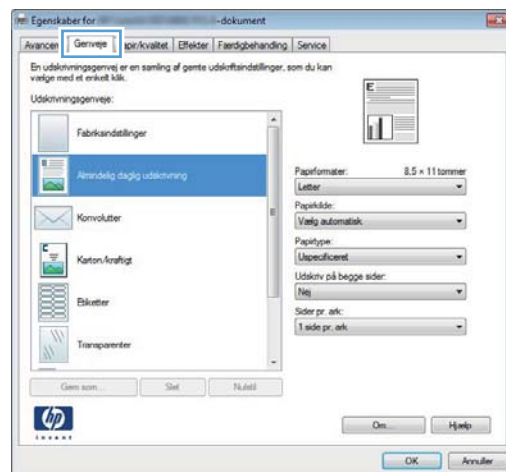 Egenskaber for -dokument
Avancer Genveje apir/kvalitet Effekter Færdigbehandling Service
En udskrivningsgenvej er en samling af gemte udskriftsindstillinger, som du kan
vælge med et enkelt klik.
Udskrivningsgenveje:
Fabriksindstillinger
Almindelig daglig udskrivning
Konvolutter
Karton/kraftigt
Etiketter
Transparenter
Gem som... Slet Nulstil
E
Papirformater: 8,5 × 11 tommer
Letter
Papirkilde:
Vælg automatisk
Papirtype:
Uspecificeret
Udskriv på begge sider:
Nej
Sider pr. ark:
1 side pr. ark
hp
invent
Om... Hjælp
OK Annuller